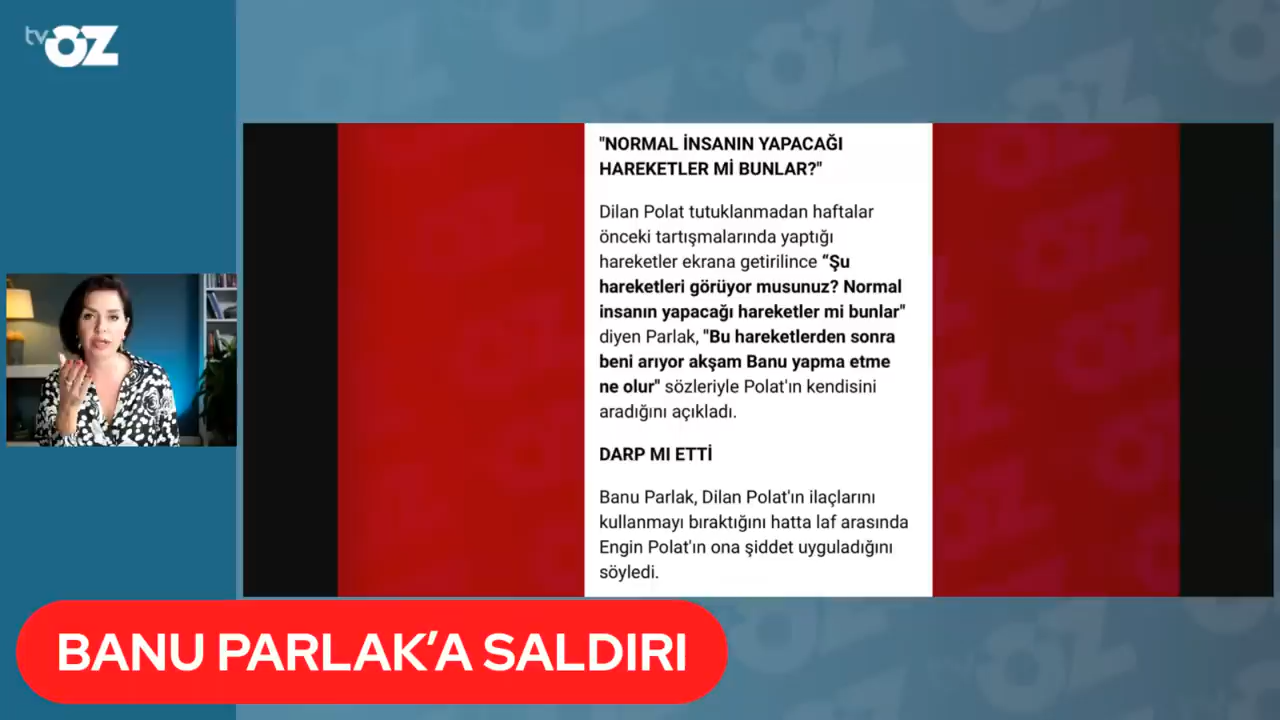 tv ÖZ
"NORMAL İNSANIN YAPACAĞI
HAREKETLER Mİ BUNLAR?"
Dilan Polat tutuklanmadan haftalar
önceki tartışmalarında yaptığı
hareketler ekrana getirilince “Şu
hareketleri görüyor musunuz? Normal
insanın yapacağı hareketler mi bunlar"
diyen Parlak, "Bu hareketlerden sonra
beni arıyor akşam Banu yapma etme
ne olur" sözleriyle Polat'ın kendisini
aradığını açıkladı.
DARP MI ETTİ
Banu Parlak, Dilan Polat'ın ilaçlarını
kullanmayı bıraktığını hatta laf arasında
Engin Polat'ın ona şiddet uyguladığını
söyledi.
BANU PARLAK’A SALDIRI